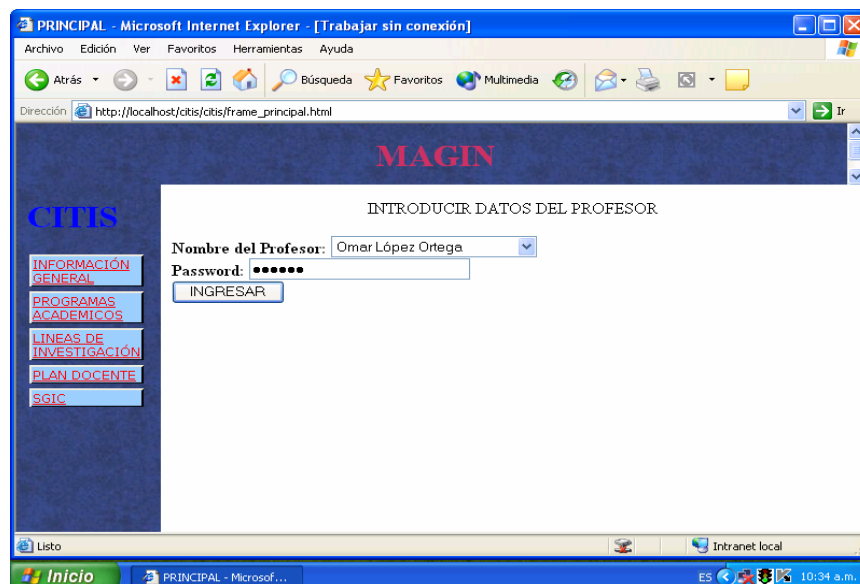 PRINCIPAL - Microsoft Internet Explorer - [Trabajar sin conexión]
Archivo Edición Ver Favoritos Herramientas Ayuda
Atrás Búsqueda Favoritos Multimedia
Dirección http://localhost/citis/citis/frame_principal.html Ir
MAGIN
CITIS
INFORMACIÓN
GENERAL
PROGRAMAS
ACADEMICOS
LINEAS DE
INVESTIGACIÓN
PLAN DOCENTE
SGIC
INTRODUCIR DATOS DEL PROFESOR
Nombre del Profesor: Omar López Ortega
Password: ●●●●●●
INGRESAR
Listo Intranet local
Inicio PRINCIPAL - Microsof... ES 10:34 a.m.